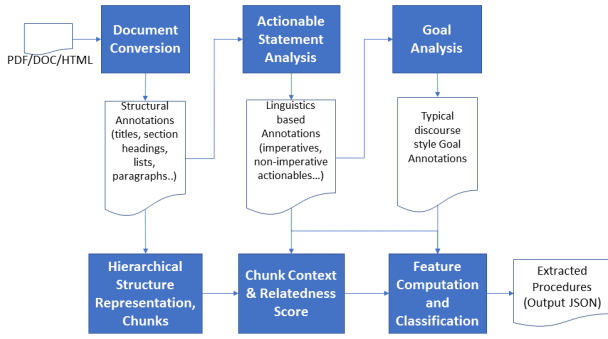 Document
Conversion
Actionable
Statement
Analysis
Goal
Analysis
PDF/DOC/HTML
Structural
Annotations
(titles, section
headings,
lists,
paragraphs..)
Linguistics
based
Annotations
(imperatives,
non-imperative
actionables...)
Typical
discourse
style Goal
Annotations
Hierarchical
Structure
Representation,
Chunks
Chunk Context
& Relatedness
Score
Feature
Computation
and
Classification
Extracted
Procedures
(Output JSON)